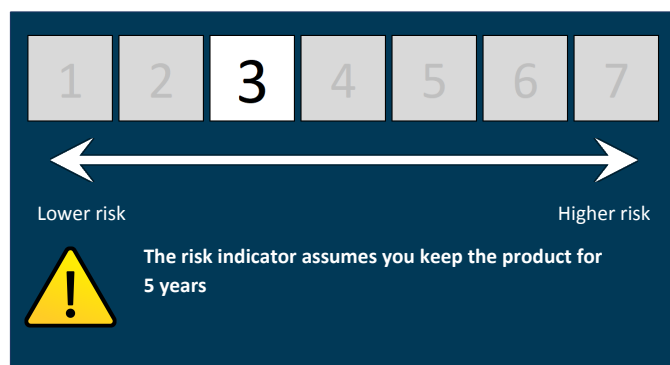 1 2 3 4 5 6 7
Lower risk Higher risk
!
The risk indicator assumes you keep the product for
5 years